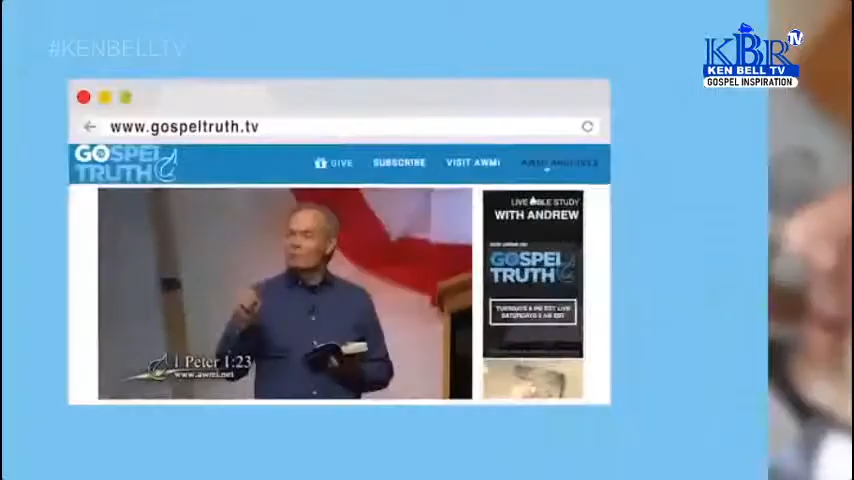 #KENBELLTV
KBR TV
KEN BELL TV
GOSPEL INSPIRATION
www.gospeltruth.tv
GOSPEL
TRUTH
GIVE
SUBSCRIBE
VISIT AWMI
AWMI ARCHIVES
LIVE BIBLE STUDY
WITH ANDREW
GOSPEL
TRUTH
1 Peter 1:23
www.awmi.net